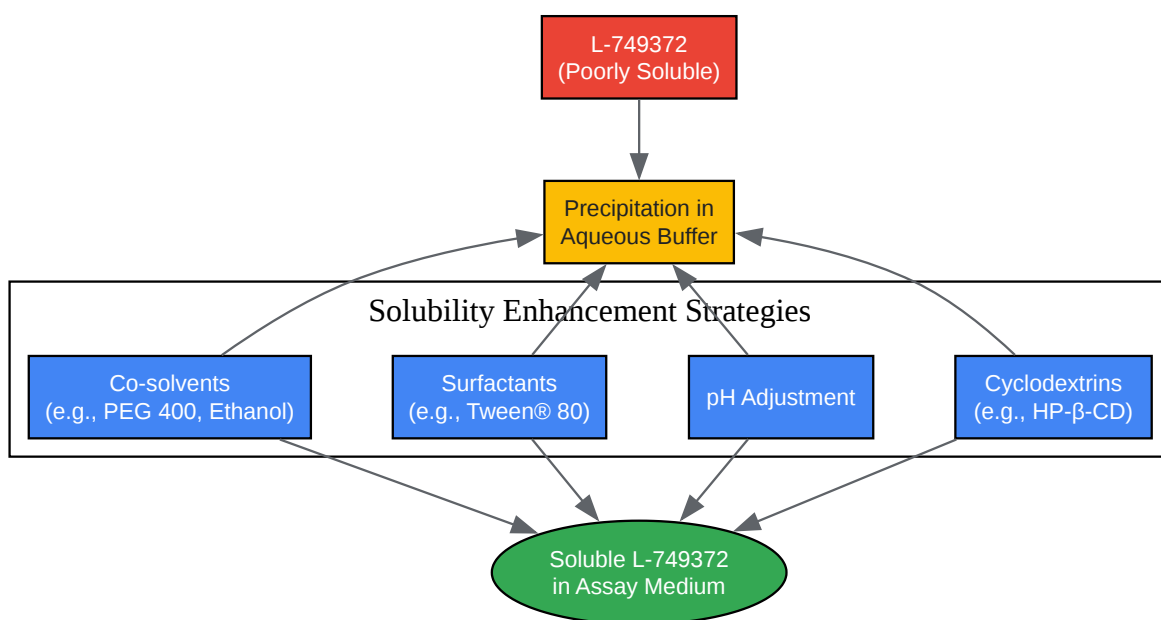 L-749372
(Poorly Soluble)
Precipitation in
Aqueous Buffer
Solubility Enhancement Strategies
Co-solvents
(e.g., PEG 400, Ethanol)
Surfactants
(e.g., Tween® 80)
pH Adjustment
Cyclodextrins
(e.g., HP-β-CD)
Soluble L-749372
in Assay Medium